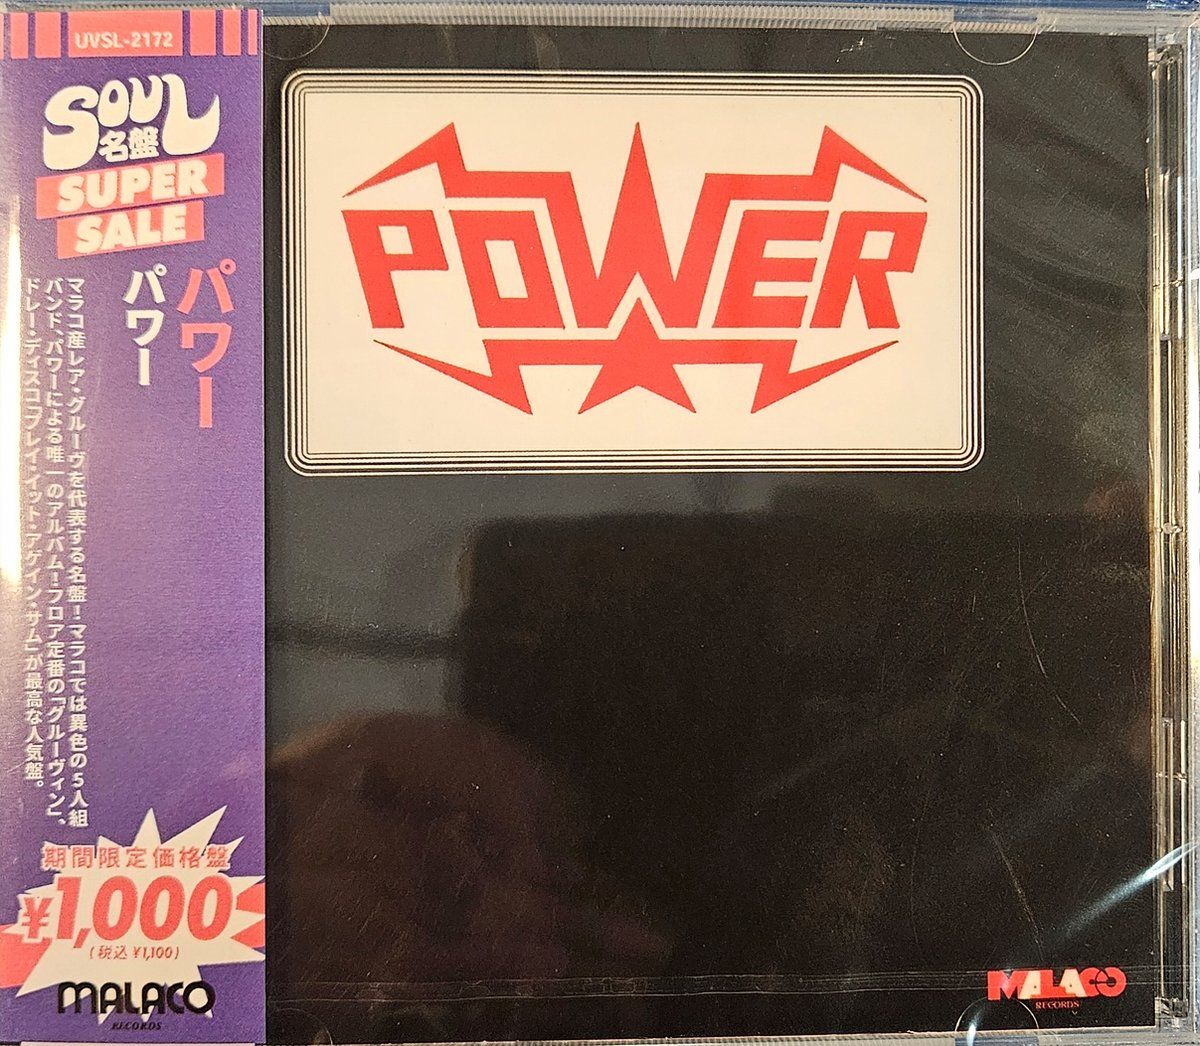 UVSL-2172
SOUL
名盤
SUPER
SALE
パワー
パワー
マラコ産レア・グルーヴを代表する名盤！マラコでは異色の5人組
バンド、パワーによる唯一のアルバム！フロア定番の「グルーヴィン」、
ドレー・ディスコ「プレイ・イット・アゲイン・サム」が最高な人気盤。
期間限定価格盤
¥1,000
(税込 ¥1,100)
MALACO
RECORDS
POWER
MALACO
RECORDS